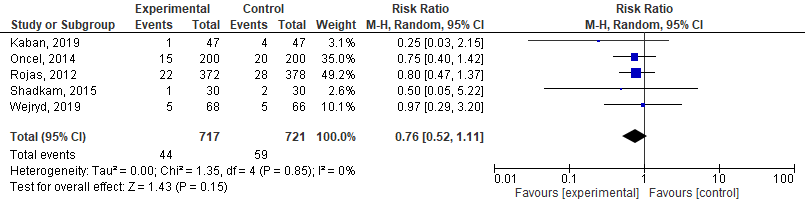 Experimental Control Risk Ratio Risk Ratio
Study or Subgroup Events Total Events Total Weight M-H, Random, 95% CI M-H, Random, 95% CI
Kaban, 2019 1 47 4 47 3.1% 0.25 [0.03, 2.15]
Oncel, 2014 15 200 20 200 35.0% 0.75 [0.40, 1.42]
Rojas, 2012 22 372 28 378 49.2% 0.80 [0.47, 1.37]
Shadkam, 2015 1 30 2 30 2.6% 0.50 [0.05, 5.22]
Wejryd, 2019 5 68 5 66 10.1% 0.97 [0.29, 3.20]
Total (95% CI) 717 721 100.0% 0.76 [0.52, 1.11]
Total events 44 59
Heterogeneity: Tau² = 0.00; Chi² = 1.35, df = 4 (P = 0.85); I² = 0%
Test for overall effect: Z = 1.43 (P = 0.15)
0.01 0.1 1 10 100
Favours [experimental] Favours [control]